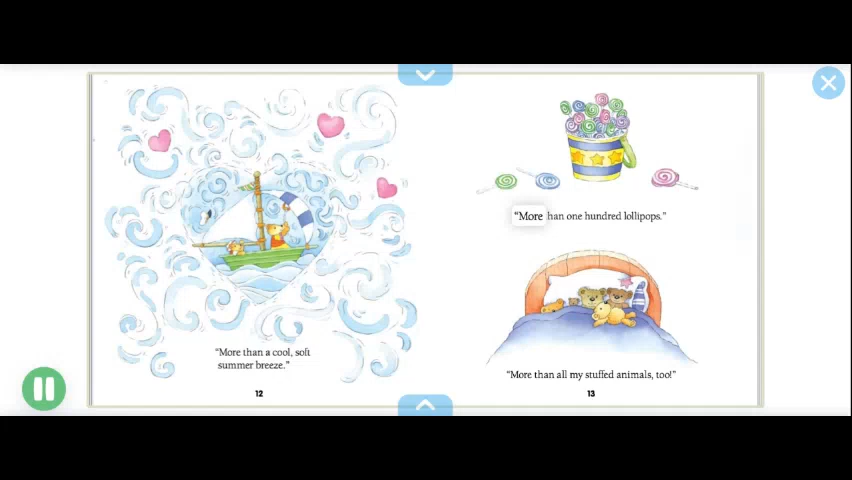 “More than a cool, soft
summer breeze.”
12
“More han one hundred lollipops.”
“More than all my stuffed animals, too!”
13